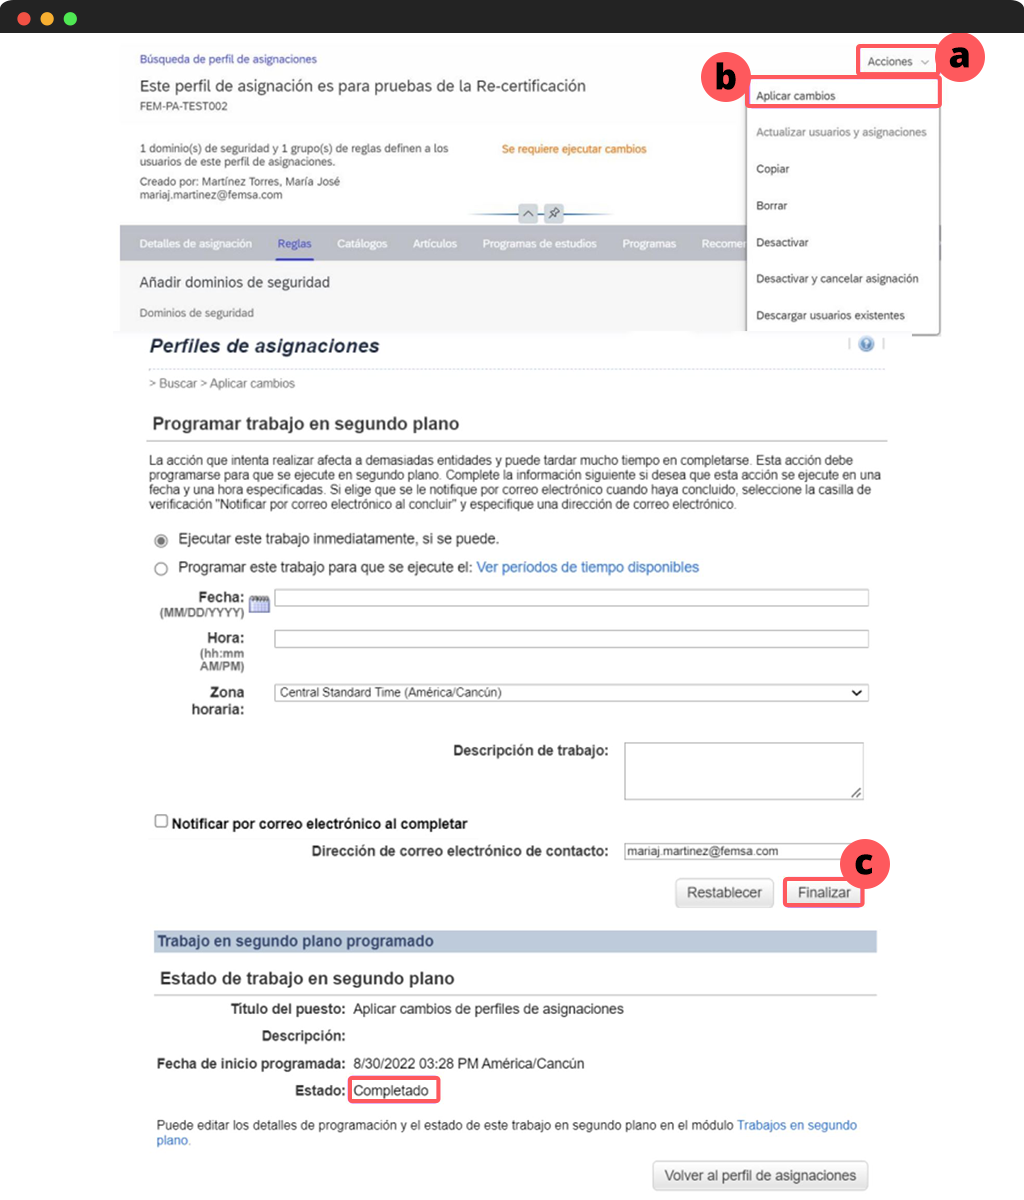 Búsqueda de perfil de asignaciones
Acciones
a
b
Este perfil de asignación es para pruebas de la Re-certificación
FEM-PA-TEST002
Aplicar cambios
Actualizar usuarios y asignaciones
Copiar
Borrar
Desactivar
Desactivar y cancelar asignación
Descargar usuarios existentes
1 dominio(s) de seguridad y 1 grupo(s) de reglas definen a los
usuarios de este perfil de asignaciones.
Se requiere ejecutar cambios
Creado por: Martínez Torres, María José
mariaj.martinez@femsa.com
Detalles de asignación Reglas Catálogos Artículos Programas de estudios Programas Recomer
Añadir dominios de seguridad
Dominios de seguridad
Perfiles de asignaciones
?
> Buscar > Aplicar cambios
Programar trabajo en segundo plano
La acción que intenta realizar afecta a demasiadas entidades y puede tardar mucho tiempo en completarse. Esta acción debe
programarse para que se ejecute en segundo plano. Complete la información siguiente si desea que esta acción se ejecute en una
fecha y una hora especificadas. Si elige que se le notifique por correo electrónico cuando haya concluido, seleccione la casilla de
verificación "Notificar por correo electrónico al concluir" y especifique una dirección de correo electrónico.
Ejecutar este trabajo inmediatamente, si se puede.
Programar este trabajo para que se ejecute el: Ver períodos de tiempo disponibles
Fecha:
(MM/DD/YYYY)
Hora:
(hh:mm
AM/PM)
Zona
horaria:
Central Standard Time (América/Cancún)
Descripción de trabajo:
Notificar por correo electrónico al completar
Dirección de correo electrónico de contacto: mariaj.martinez@femsa.com
c
Restablecer Finalizar
Trabajo en segundo plano programado
Estado de trabajo en segundo plano
Título del puesto: Aplicar cambios de perfiles de asignaciones
Descripción:
Fecha de inicio programada: 8/30/2022 03:28 PM América/Cancún
Estado: Completado
Puede editar los detalles de programación y el estado de este trabajo en segundo plano en el módulo Trabajos en segundo
plano.
Volver al perfil de asignaciones